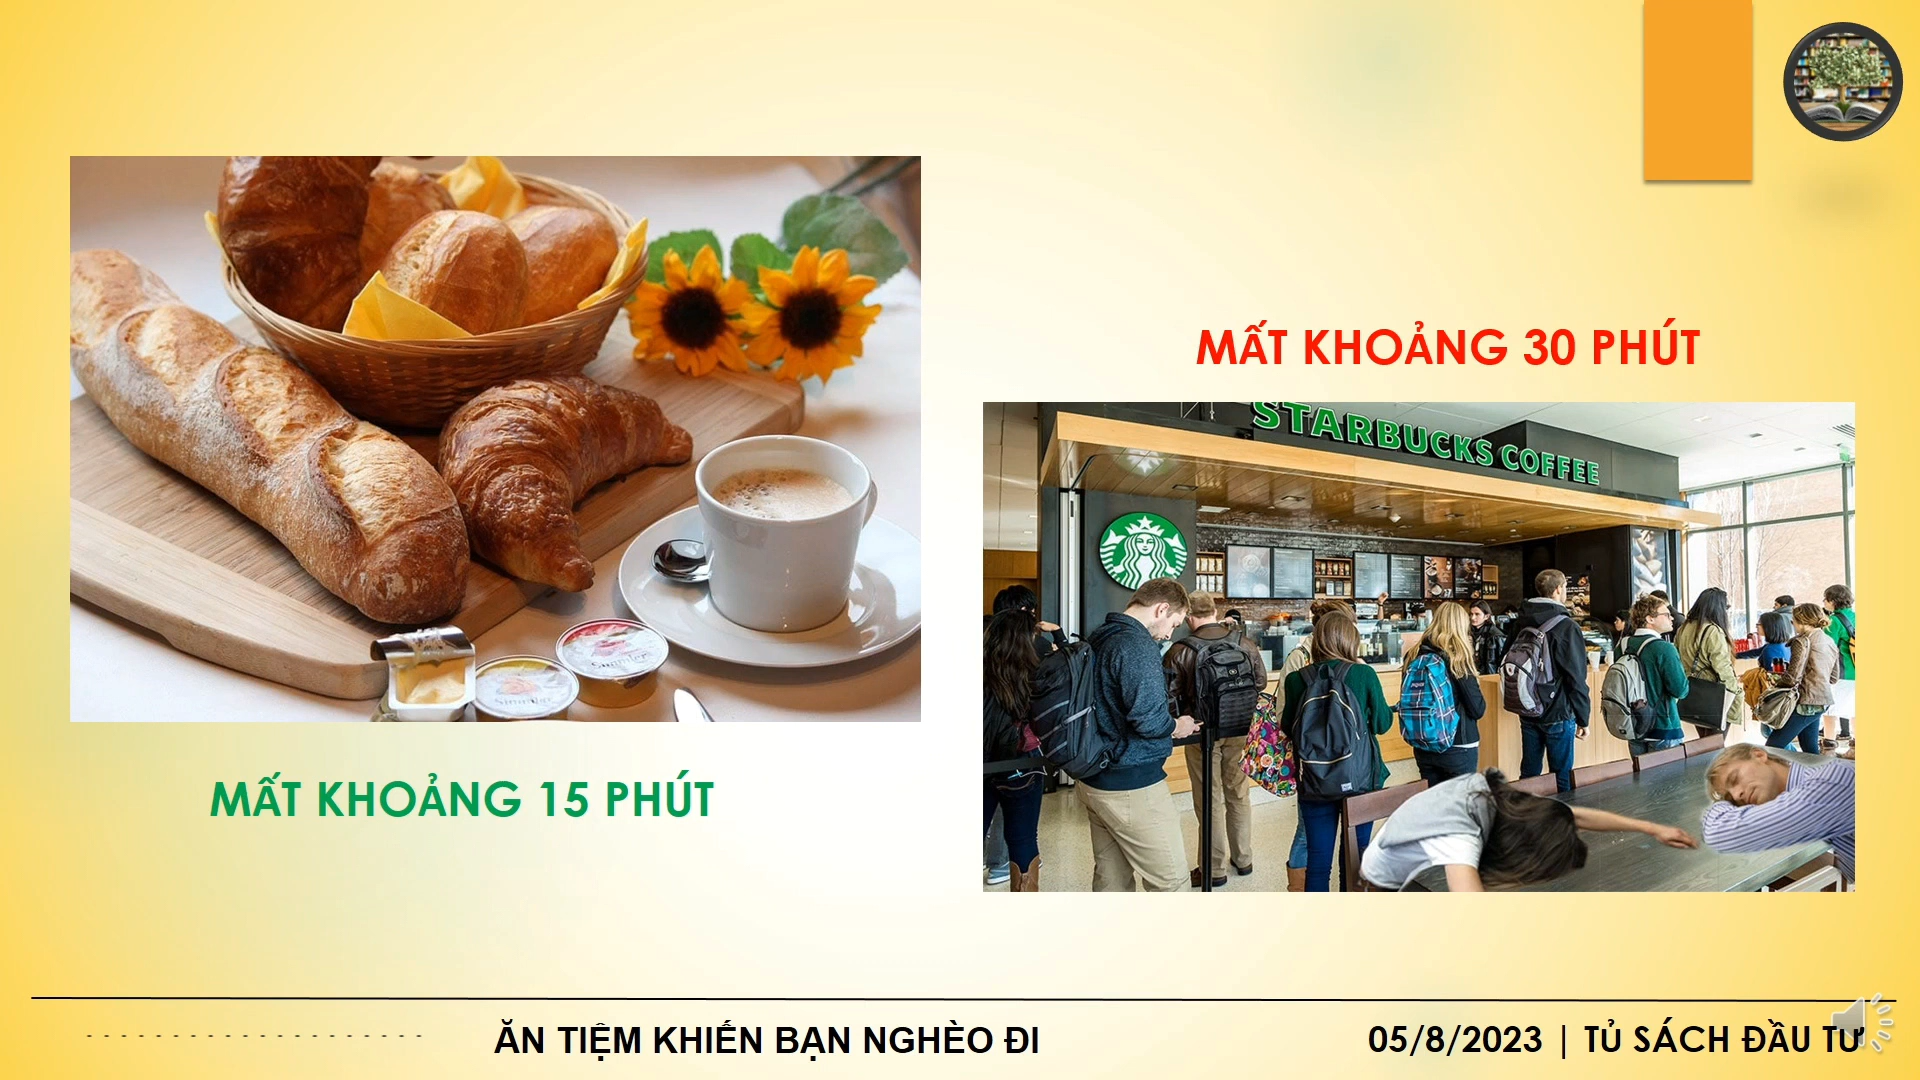 MẤT KHOẢNG 30 PHÚT
STARBUCKS COFFEE
MẤT KHOẢNG 15 PHÚT
ĂN TIỆM KHIẾN BẠN NGHÈO ĐI
05/8/2023 | TỦ SÁCH ĐẦU TƯ